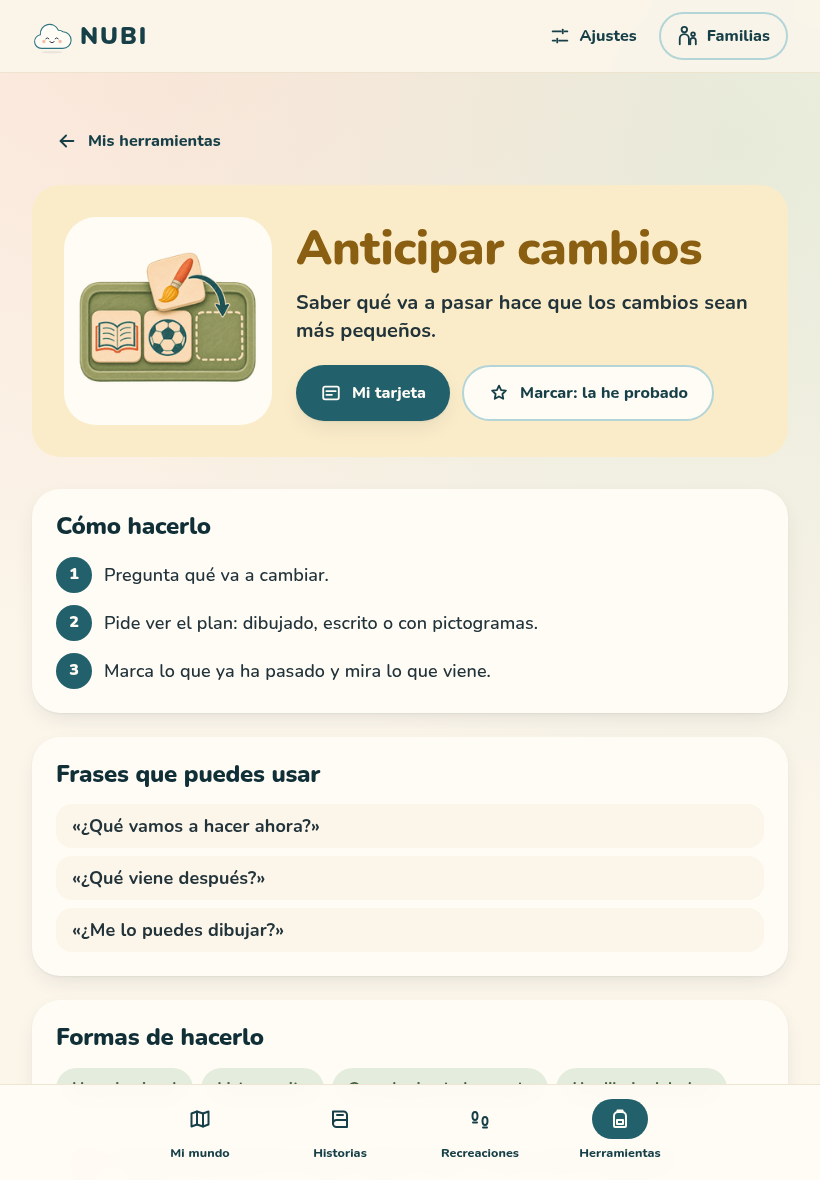 NUBI
Ajustes
Familias
Mis herramientas
Anticipar cambios
Saber qué va a pasar hace que los cambios sean
más pequeños.
Mi tarjeta
Marcar: la he probado
Cómo hacerlo
1 Pregunta qué va a cambiar.
2 Pide ver el plan: dibujado, escrito o con pictogramas.
3 Marca lo que ya ha pasado y mira lo que viene.
Frases que puedes usar
«¿Qué vamos a hacer ahora?»
«¿Qué viene después?»
«¿Me lo puedes dibujar?»
Formas de hacerlo
Mi mundo
Historias
Recreaciones
Herramientas